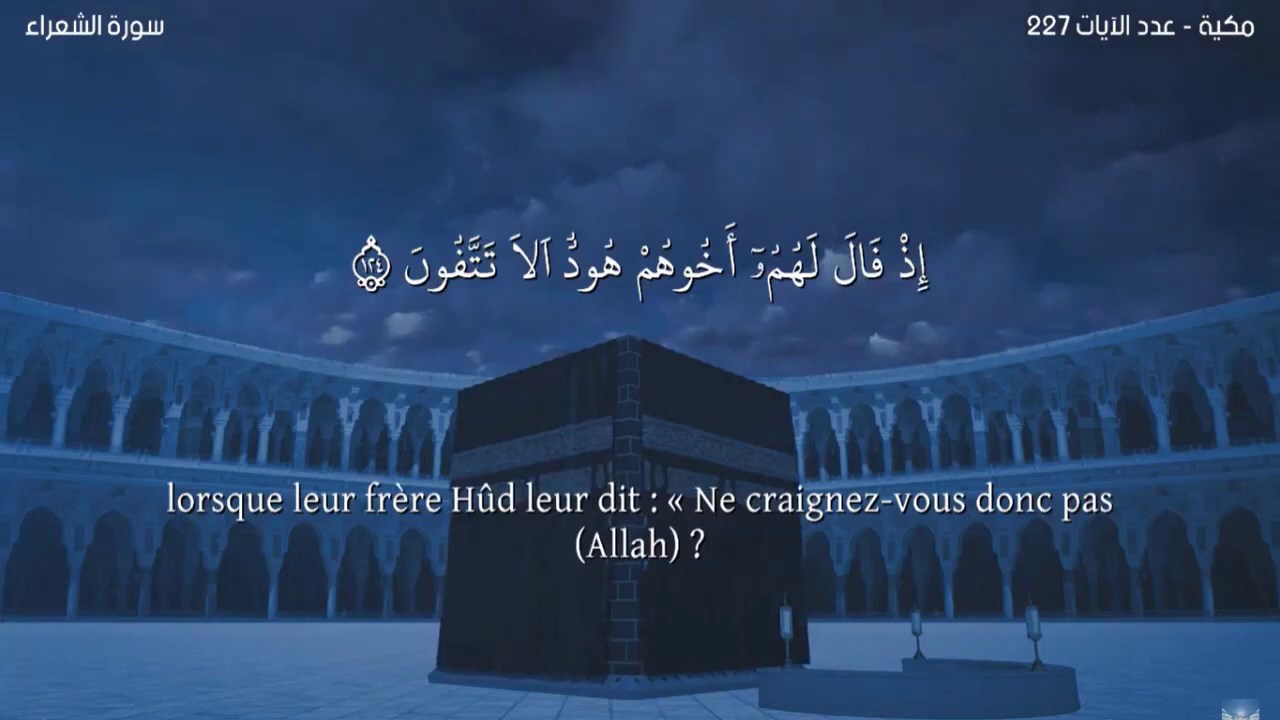 مكية - عدد الآيات 227
سورة الشعراء
إِذْ قَالَ لَهُمُۥٓ أَخُوهُمْ هُودٌ اَلَا تَتَّقُونَ ١٢٤
lorsque leur frère Hûd leur dit : « Ne craignez-vous donc pas
(Allah) ?